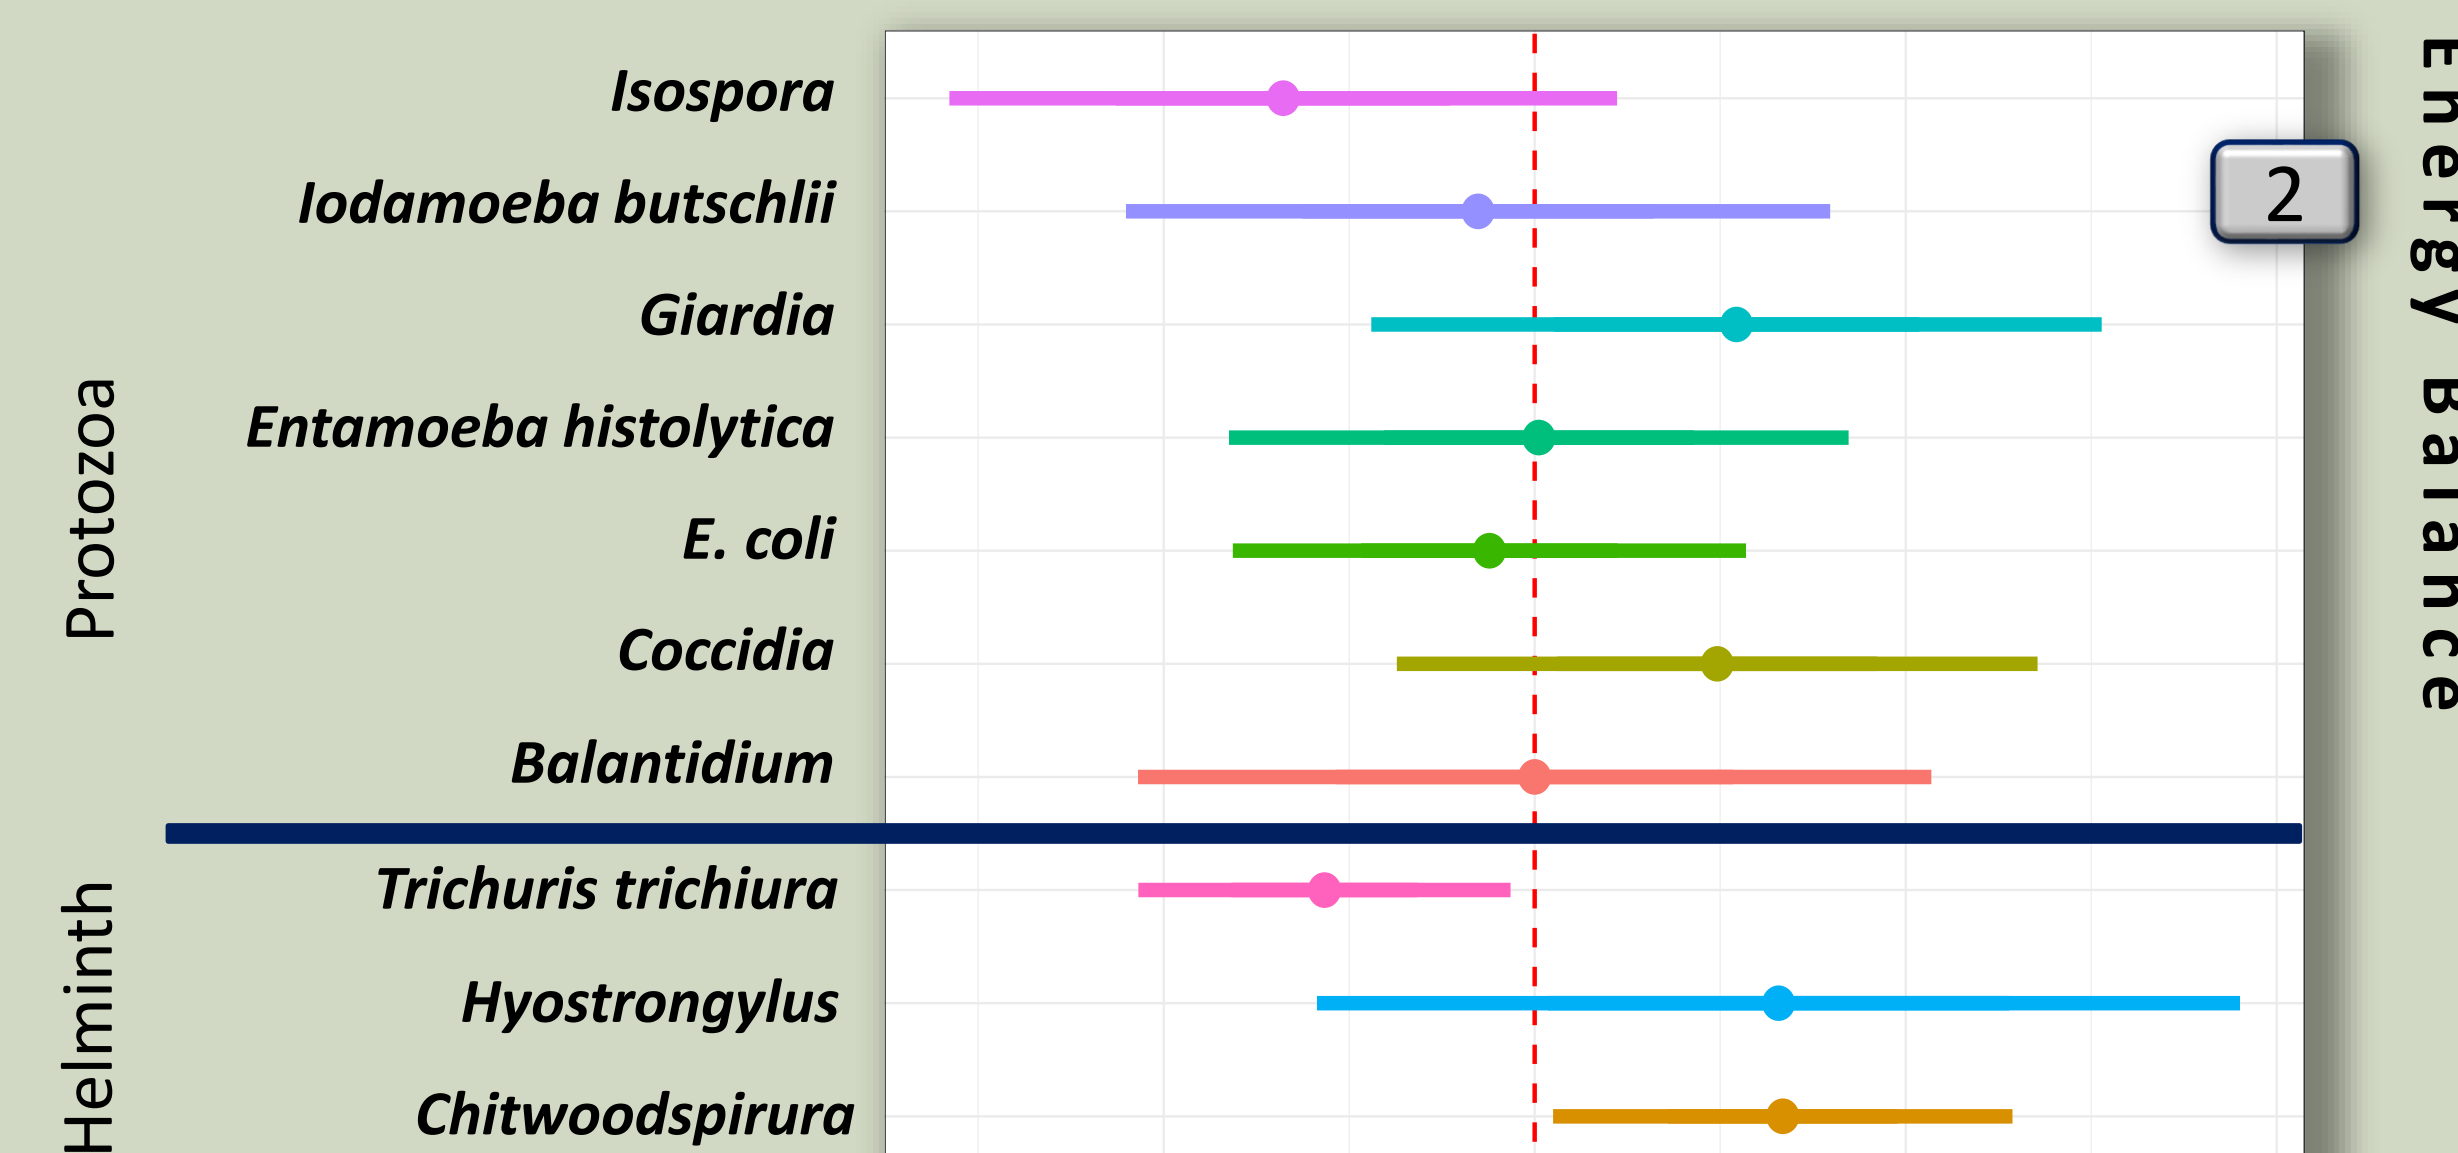 Isospora
Iodamoeba butschlii
Giardia
Entamoeba histolytica
E. coli
Coccidia
Balantidium
Trichuris trichiura
Hyostrongylus
Chitwoodspirura
Protozoa
Helminth
2
Energy Balance